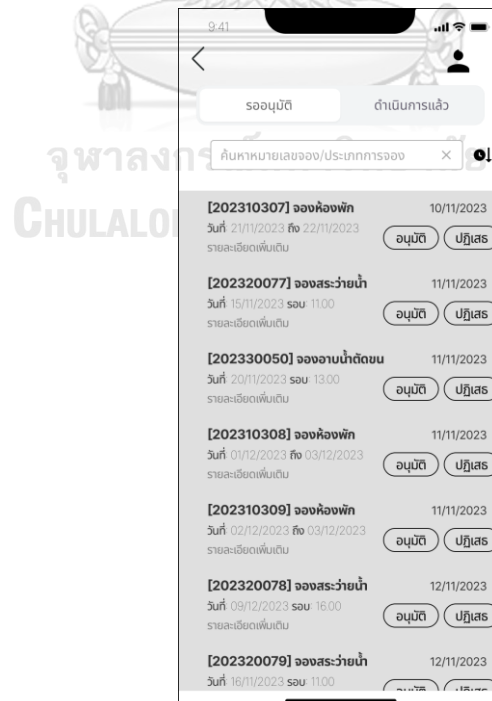 9:41
รออนุมัติ ดำเนินการแล้ว
ค้นหาหมายเลขจอง/ประเภทการจอง
[202310307] จองห้องพัก 10/11/2023
วันที่: 21/11/2023 ถึง 22/11/2023
อนุมัติ ปฏิเสธ
รายละเอียดเพิ่มเติม
[202320077] จองสระว่ายน้ำ 11/11/2023
วันที่: 15/11/2023 รอบ: 11.00
อนุมัติ ปฏิเสธ
รายละเอียดเพิ่มเติม
[202330050] จองอาบน้ำตัดขน 11/11/2023
วันที่: 20/11/2023 รอบ: 13.00
อนุมัติ ปฏิเสธ
รายละเอียดเพิ่มเติม
[202310308] จองห้องพัก 11/11/2023
วันที่: 01/12/2023 ถึง 03/12/2023
อนุมัติ ปฏิเสธ
รายละเอียดเพิ่มเติม
[202310309] จองห้องพัก 11/11/2023
วันที่: 02/12/2023 ถึง 03/12/2023
อนุมัติ ปฏิเสธ
รายละเอียดเพิ่มเติม
[202320078] จองสระว่ายน้ำ 12/11/2023
วันที่: 09/12/2023 รอบ: 16.00
อนุมัติ ปฏิเสธ
รายละเอียดเพิ่มเติม
[202320079] จองสระว่ายน้ำ 12/11/2023
วันที่: 16/11/2023 รอบ: 11.00